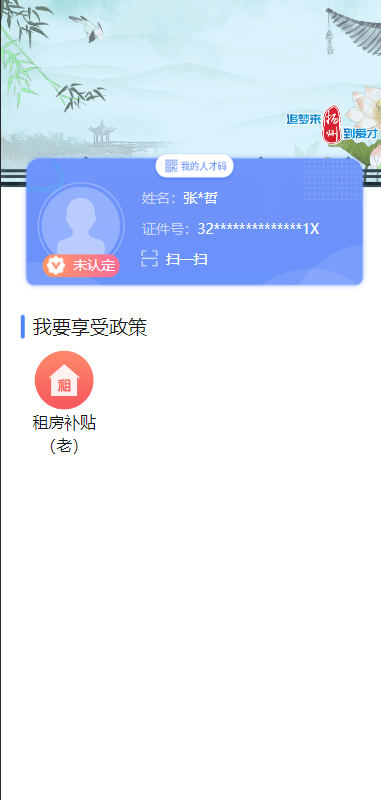 追梦来
扬州
到爱才
我的人才码
姓名：张*哲
证件号：32**************1X
扫一扫
未认定
我要享受政策
租
租房补贴
（老）